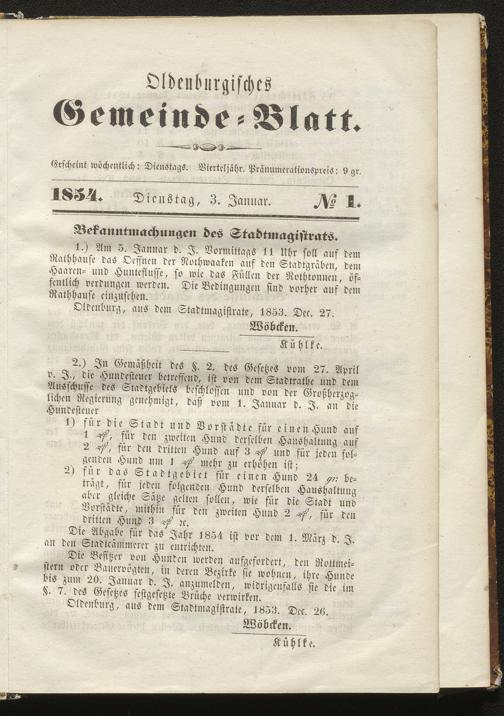 Oldenburgisches
Gemeinde-Blatt.
Erscheint wöchentlich: Dienstags. Vierteljähr. Pränumerationspreis: 9 gr.
1854. Dienstag, 3. Januar. № 1.
Bekanntmachungen des Stadtmagistrats.
1.) Am 5. Januar d. J. Vormittags 11 Uhr soll auf dem
Rathhause das Oeffnen der Nothwaaken auf den Stadtgräben, dem
Haaren- und Huntefluße, so wie das Füllen der Nothtonnen, öf-
fentlich verdungen werden. Die Bedingungen sind vorher auf dem
Rathhause einzusehen.
Oldenburg, aus dem Stadtmagistrate, 1853. Dec. 27.
Wöbcken.
Kühlke.
2.) In Gemäßheit des §. 2. des Gesetzes vom 27. April
v. J., die Hundesteuer betreffend, ist von dem Stadtrathe und dem
Ausschusse des Stadtgebiets beschlossen und von der Großherzog-
lichen Regierung genehmigt, daß vom 1. Januar d. J. an die
Hundesteuer
1) für die Stadt und Vorstädte für einen Hund auf
1 ₰, für den zweiten Hund derselben Haushaltung auf
2 ₰, für den dritten Hund auf 3 ₰ und für jeden fol-
genden Hund um 1 ₰ mehr zu erhöhen ist;
2) für das Stadtgebiet für einen Hund 24 gr. be-
trägt, für jeden folgenden Hund derselben Haushaltung
aber gleiche Sätze gelten sollen, wie für die Stadt und
Vorstädte, mithin für den zweiten Hund 2 ₰, für den
dritten Hund 3 ₰ ꝛc.
Die Abgabe für das Jahr 1854 ist vor dem 1. März d. J.
an den Stadtkämmerer zu entrichten.
Die Besitzer von Hunden werden aufgefordert, den Rottmei-
stern oder Bauervögten, in deren Bezirke sie wohnen, ihre Hunde
bis zum 20. Januar d. J. anzumelden, widrigenfalls sie die im
§. 7. des Gesetzes festgesetzte Brüche verwirken.
Oldenburg, aus dem Stadtmagistrate, 1853. Dec. 26.
Wöbcken.
Kühlke.